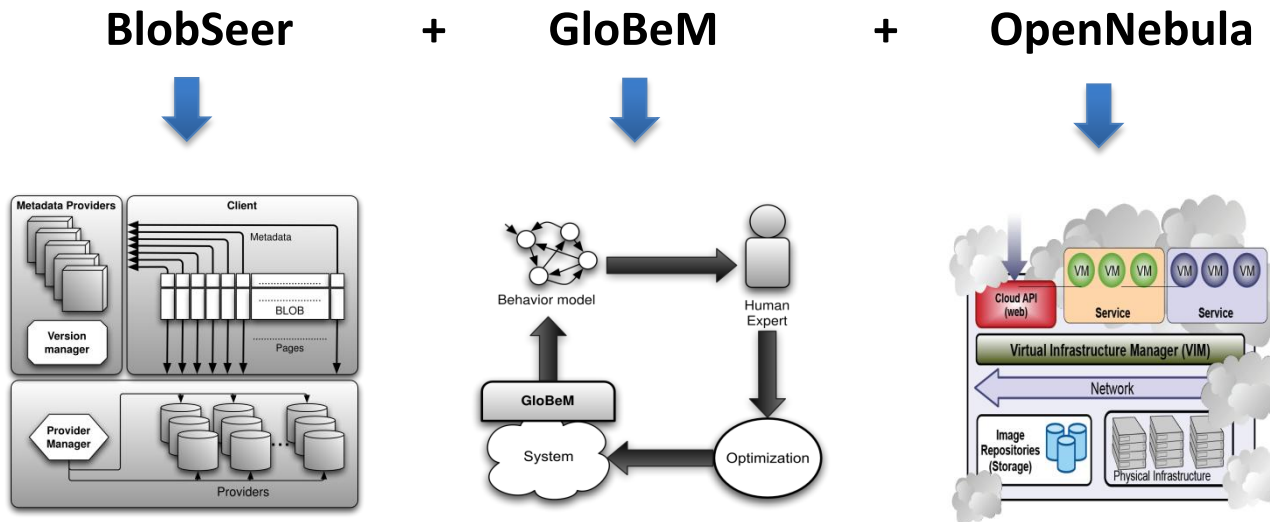 BlobSeer + GloBeM + OpenNebula
Metadata Providers
Client
Metadata
BLOB
Pages
Version
manager
Provider
Manager
Providers
Behavior model
Human
Expert
GloBeM
System
Optimization
VM VM VM
VM VM VM
Cloud API
(web)
Service
Service
Virtual Infrastructure Manager (VIM)
Network
Image
Repositories
(Storage)
Physical Infrastructure